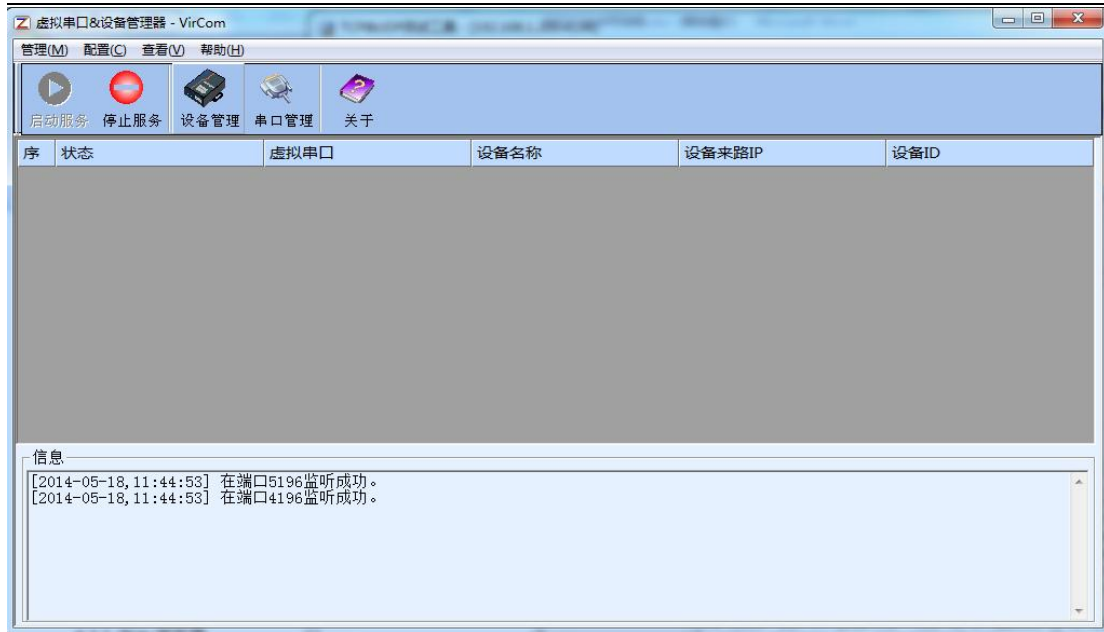 虚拟串口&设备管理器 - VirCom
管理(M) 配置(C) 查看(V) 帮助(H)
启动服务 停止服务 设备管理 串口管理 关于
序 状态 虚拟串口 设备名称 设备来路IP 设备ID
信息
[2014-05-18,11:44:53] 在端口5196监听成功。
[2014-05-18,11:44:53] 在端口4196监听成功。